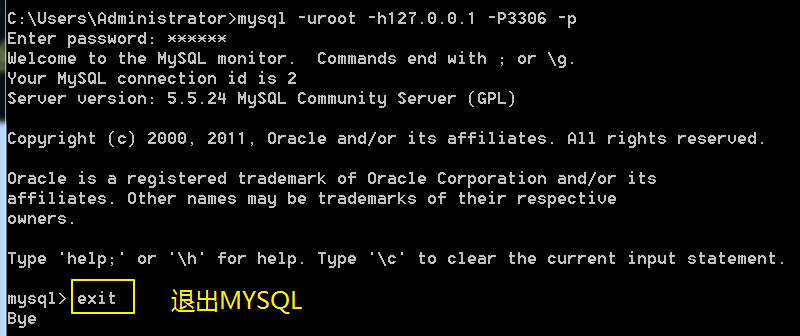 C:\Users\Administrator>mysql -uroot -h127.0.0.1 -P3306 -p
Enter password: ******
Welcome to the MySQL monitor.  Commands end with ; or \g.
Your MySQL connection id is 2
Server version: 5.5.24 MySQL Community Server (GPL)
Copyright (c) 2000, 2011, Oracle and/or its affiliates. All rights reserved.
Oracle is a registered trademark of Oracle Corporation and/or its
affiliates. Other names may be trademarks of their respective
owners.
Type 'help;' or '\h' for help. Type '\c' to clear the current input statement.
mysql> exit 退出MYSQL
Bye